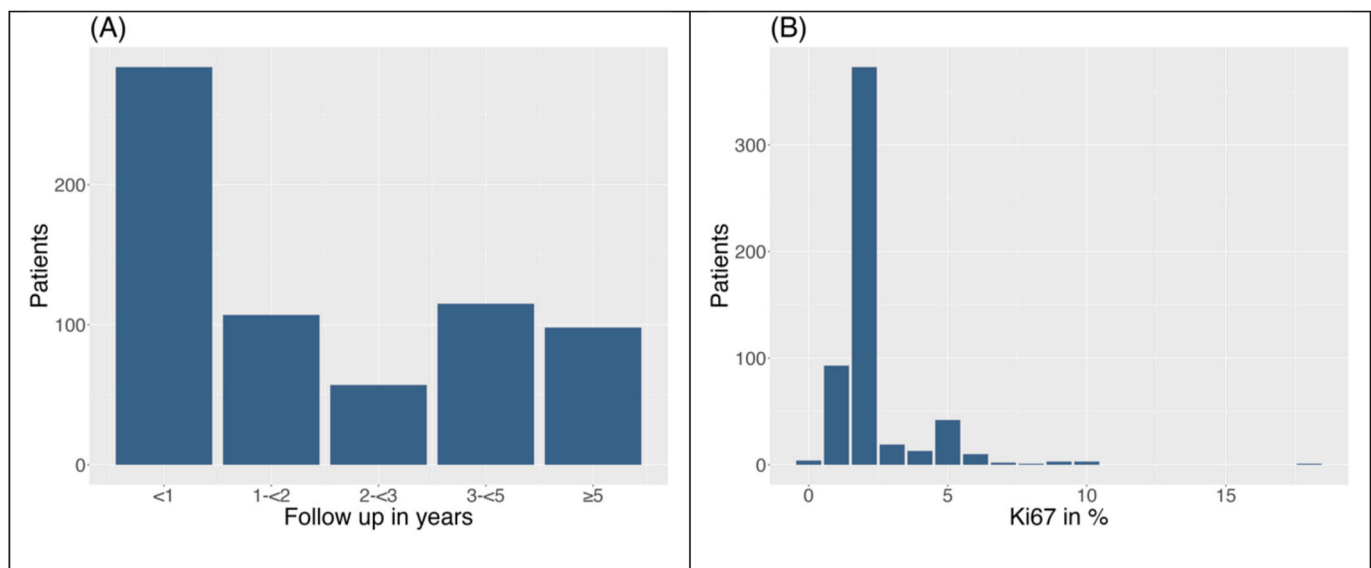 (A)
Patients
200
100
0
<1 1-<2 2-<3 3-<5 ≥5
Follow up in years
(B)
Patients
300
200
100
0
0 5 10 15
Ki67 in %